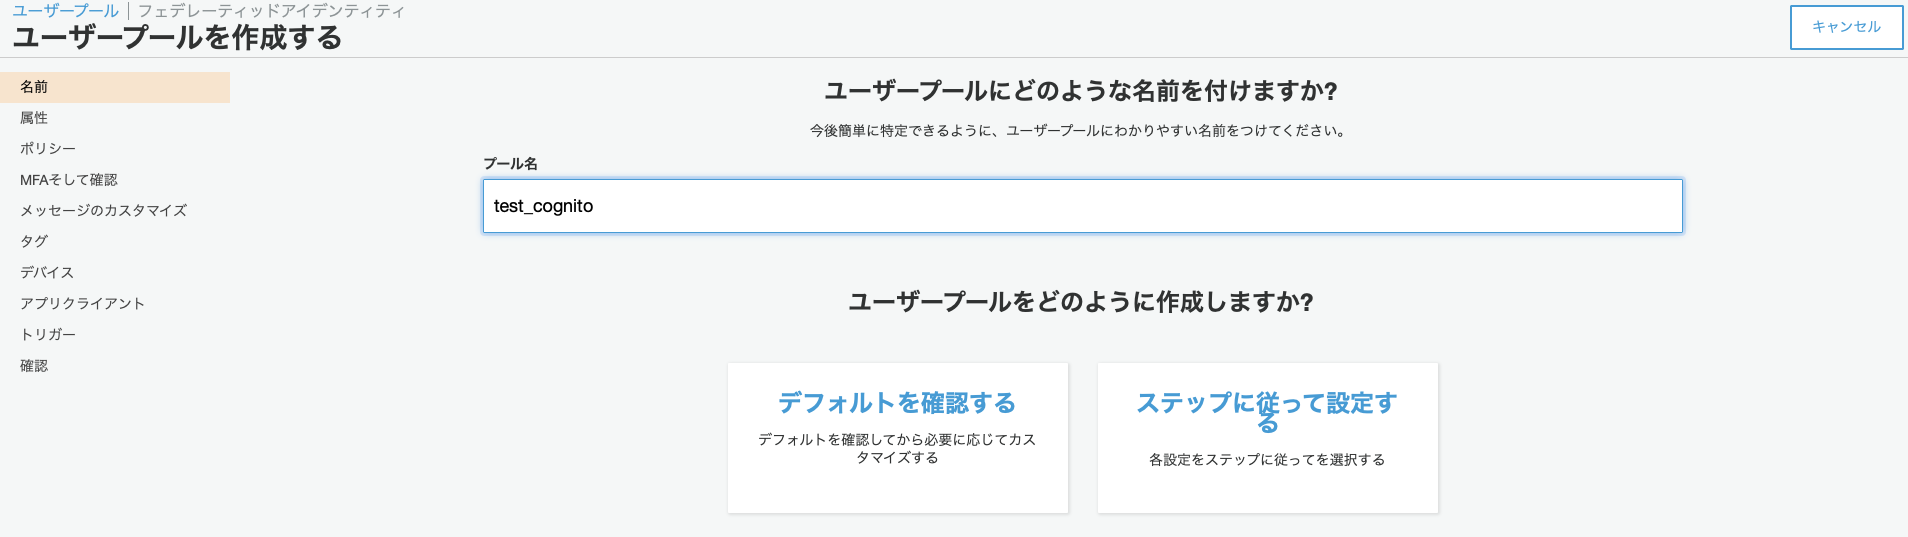 ユーザープール | フェデレーティッドアイデンティティ
ユーザープールを作成する
キャンセル
名前
属性
ポリシー
MFAそして確認
メッセージのカスタマイズ
タグ
デバイス
アプリクライアント
トリガー
確認
ユーザープールにどのような名前を付けますか?
今後簡単に特定できるように、ユーザープールにわかりやすい名前をつけてください。
プール名
test_cognito
ユーザープールをどのように作成しますか?
デフォルトを確認する
デフォルトを確認してから必要に応じてカス
タマイズする
ステップに従って設定す
る
各設定をステップに従ってを選択する